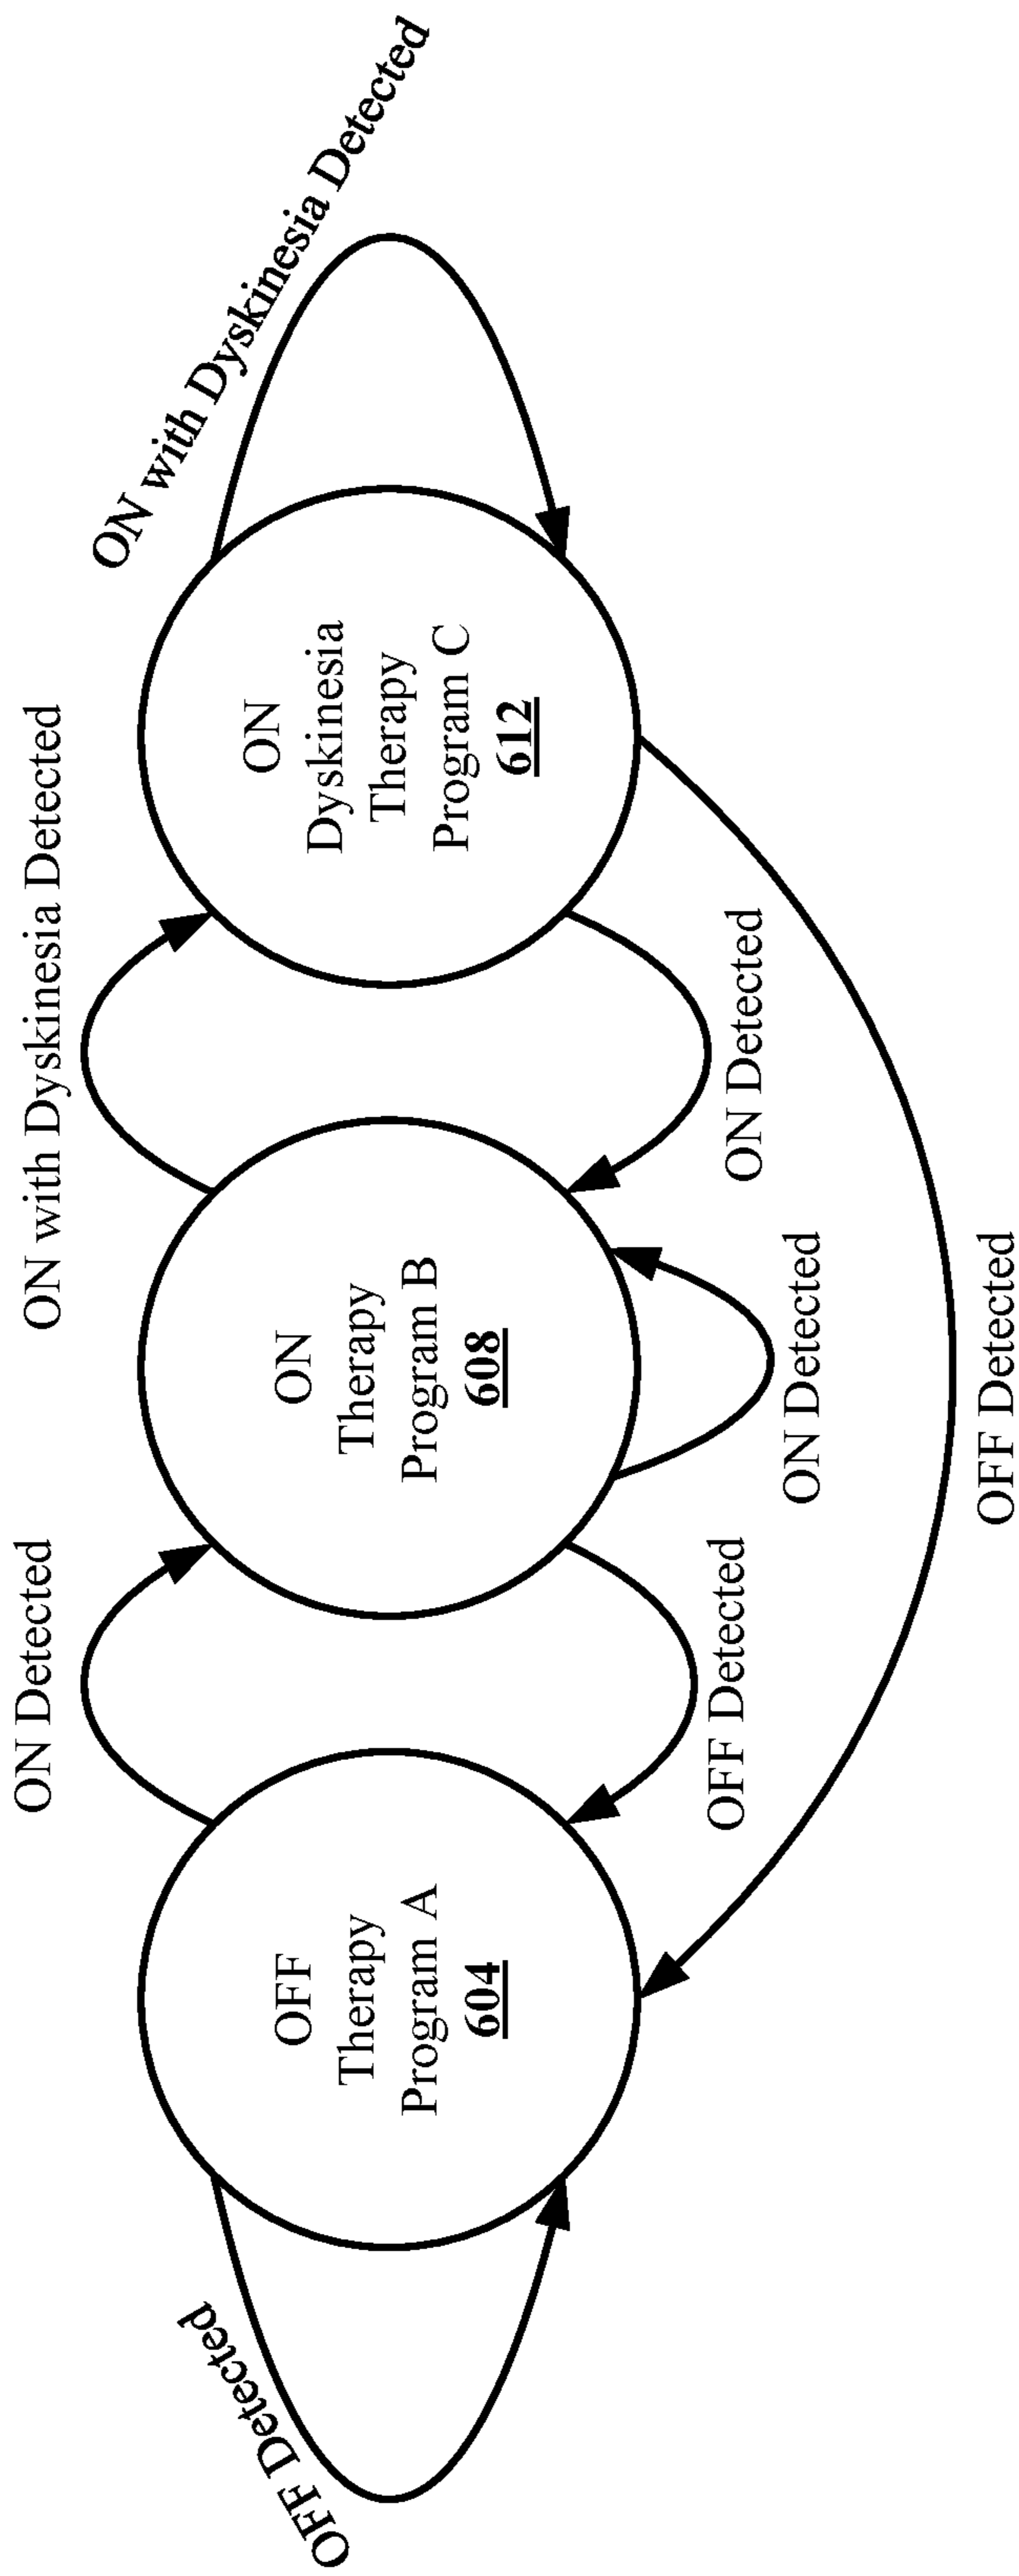 ON Detected
ON with Dyskinesia Detected
ON with Dyskinesia Detected
OFF Detected
OFF
Therapy
Program A
604
ON
Therapy
Program B
608
ON
Dyskinesia
Therapy
Program C
612
OFF Detected
ON Detected
ON Detected
OFF Detected